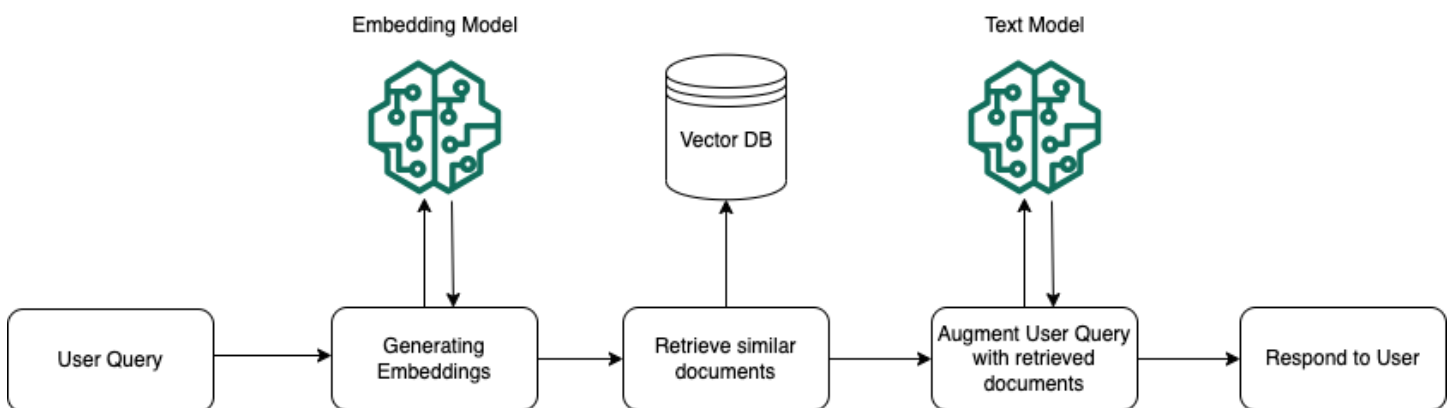 Embedding Model
Text Model
Vector DB
User Query
Generating
Embeddings
Retrieve similar
documents
Augment User Query
with retrieved
documents
Respond to User